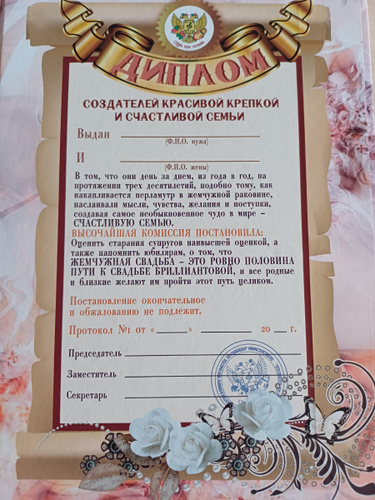 ДИПЛОМ
СОЗДАТЕЛЕЙ КРАСИВОЙ КРЕПКОЙ
И СЧАСТЛИВОЙ СЕМЬИ
Выдан
(Ф.И.О. мужа)
И
(Ф.И.О. жены)
В том, что они день за днем, из года в год, на
протяжении трех десятилетий, подобно тому, как
накапливается перламутр в жемчужной раковине,
наслаивали мысли, чувства, желания и поступки,
создавая самое необыкновенное чудо в мире –
СЧАСТЛИВУЮ СЕМЬЮ.
ВЫСОЧАЙШАЯ КОМИССИЯ ПОСТАНОВИЛА:
Оценить старания супругов наивысшей оценкой, а
также напомнить юбилярам, о том, что
ЖЕМЧУЖНАЯ СВАДЬБА – ЭТО РОВНО ПОЛОВИНА
ПУТИ К СВАДЬБЕ БРИЛЛИАНТОВОЙ, и все родные
и близкие желают им пройти этот путь целиком.
Постановление окончательное
и обжалованию не подлежит.
Протокол №1 от «___» ________ 20__ г.
Председатель
Заместитель
Секретарь